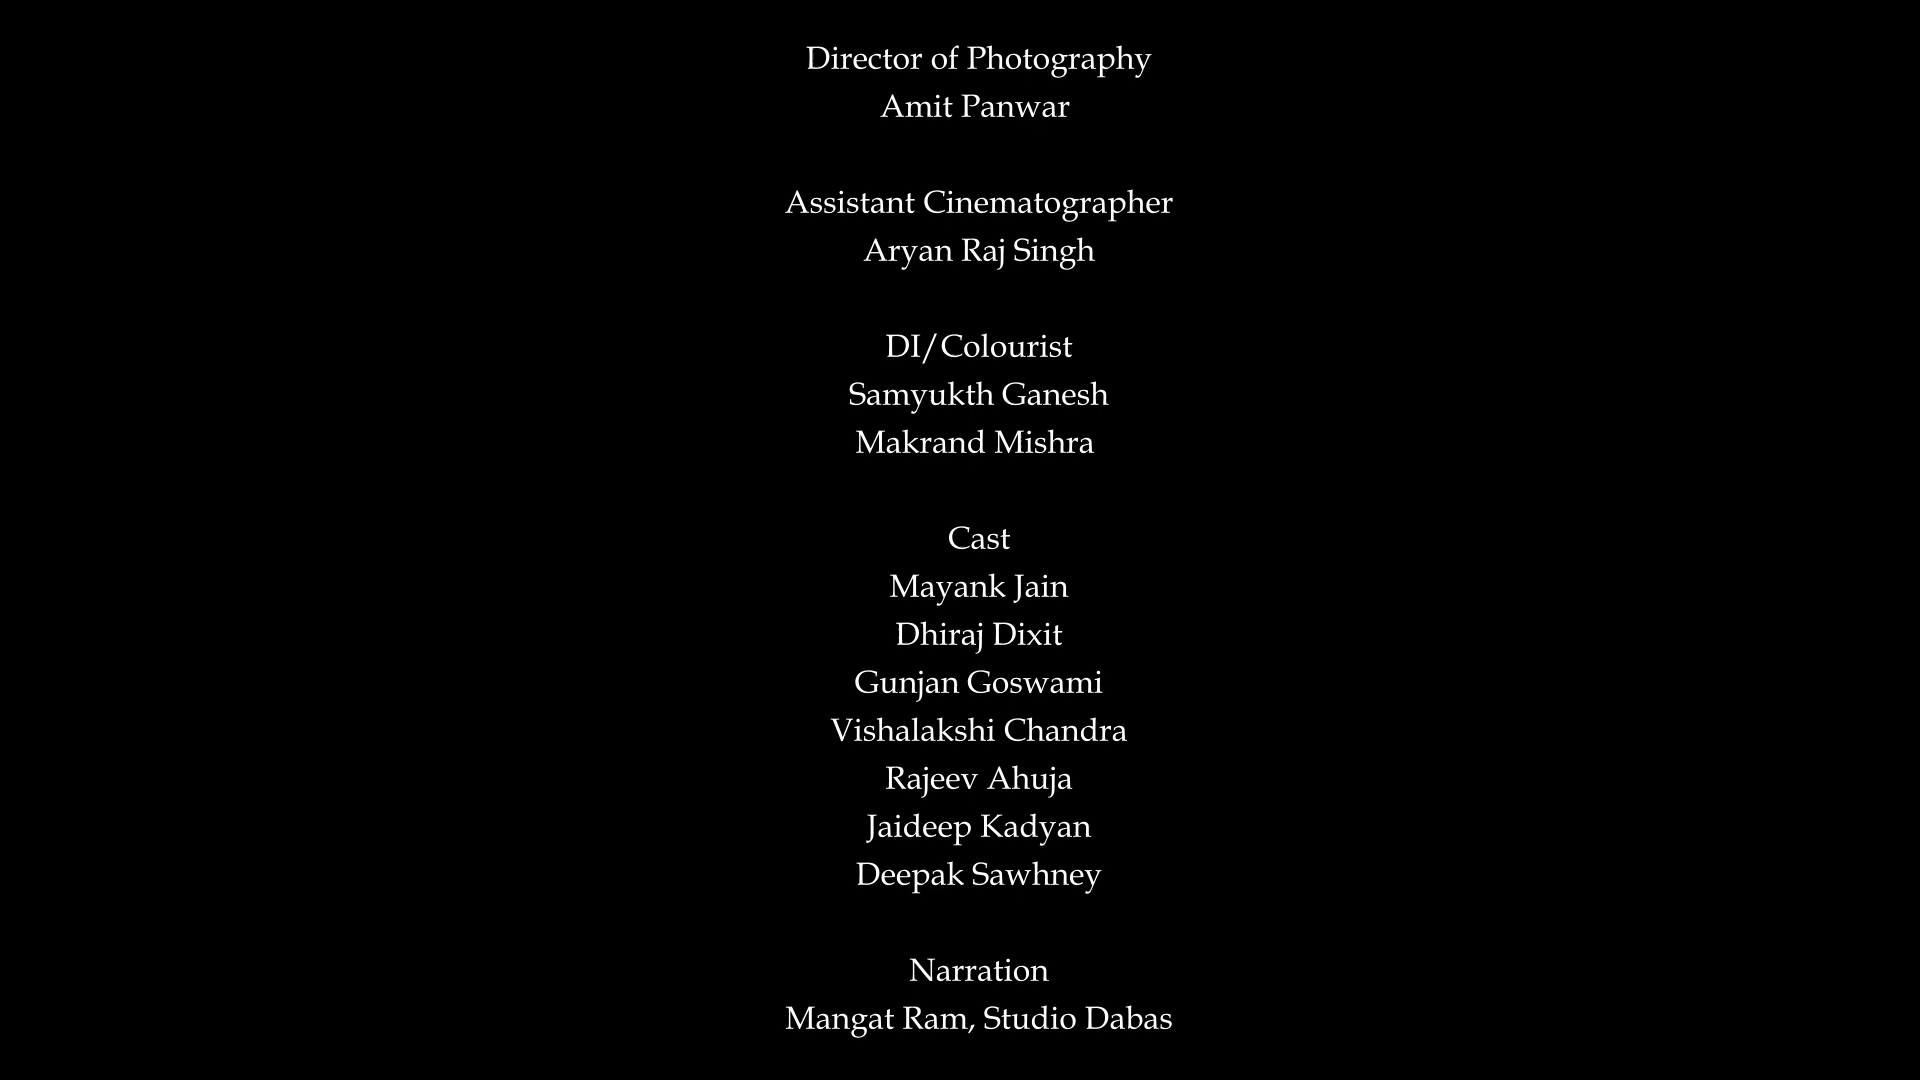 Director of Photography
Amit Panwar
Assistant Cinematographer
Aryan Raj Singh
DI/Colourist
Samyukth Ganesh
Makrand Mishra
Cast
Mayank Jain
Dhiraj Dixit
Gunjan Goswami
Vishalakshi Chandra
Rajeev Ahuja
Jaideep Kadyan
Deepak Sawhney
Narration
Mangat Ram, Studio Dabas